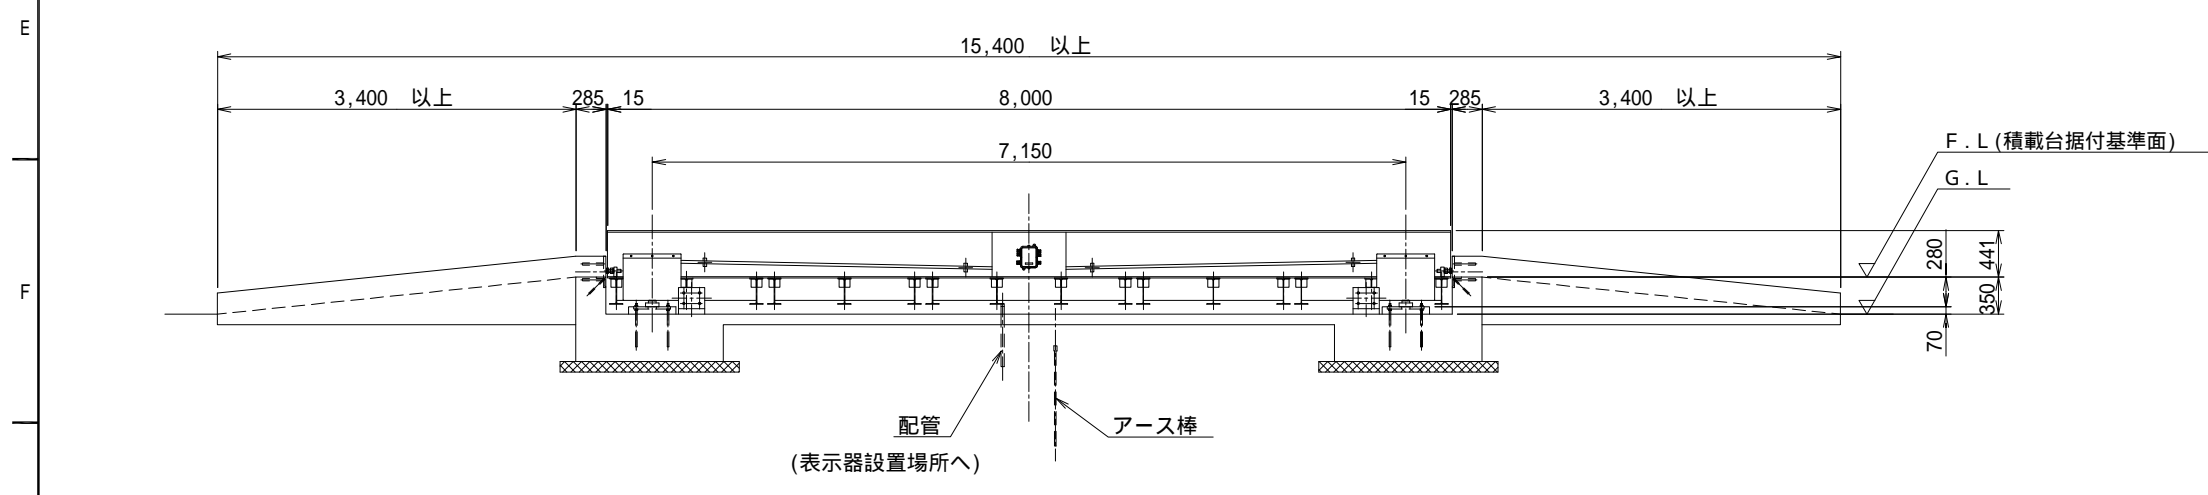 E
15,400 以上
3,400 以上
285
15
8,000
15
285
3,400 以上
7,150
F.L(積載台据付基準面)
G.L
280
441
350
70
F
配管
(表示器設置場所へ)
アース棒